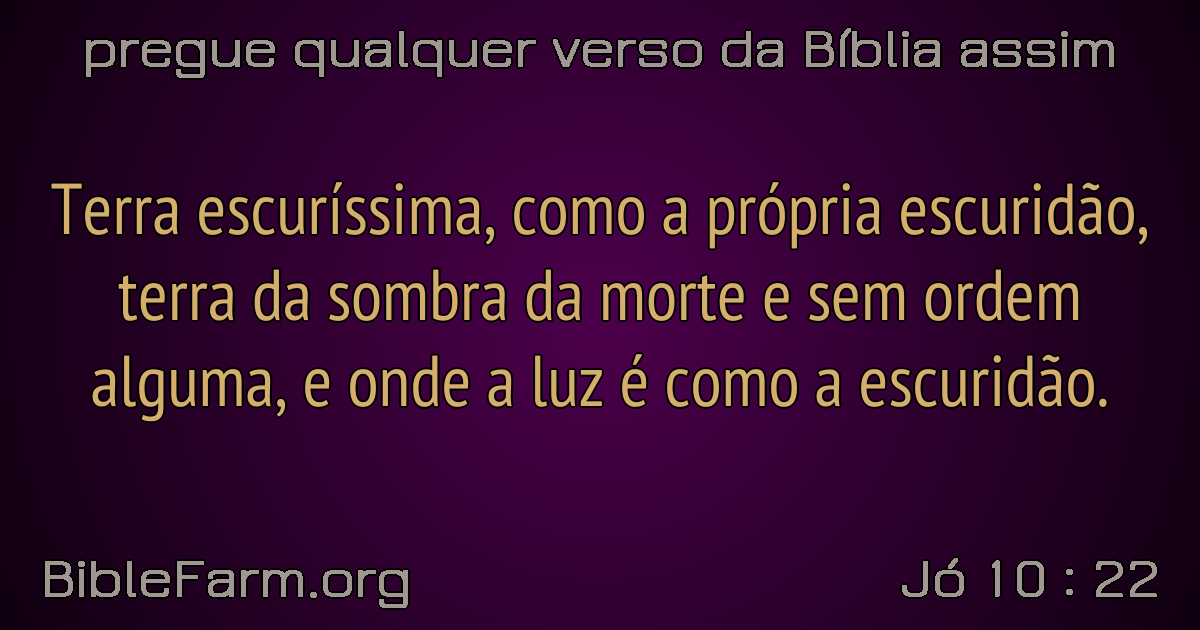 pregue qualquer verso da Bíblia assim
Terra escuríssima, como a própria escuridão,
terra da sombra da morte e sem ordem
alguma, e onde a luz é como a escuridão.
BibleFarm.org
Jó 10 : 22